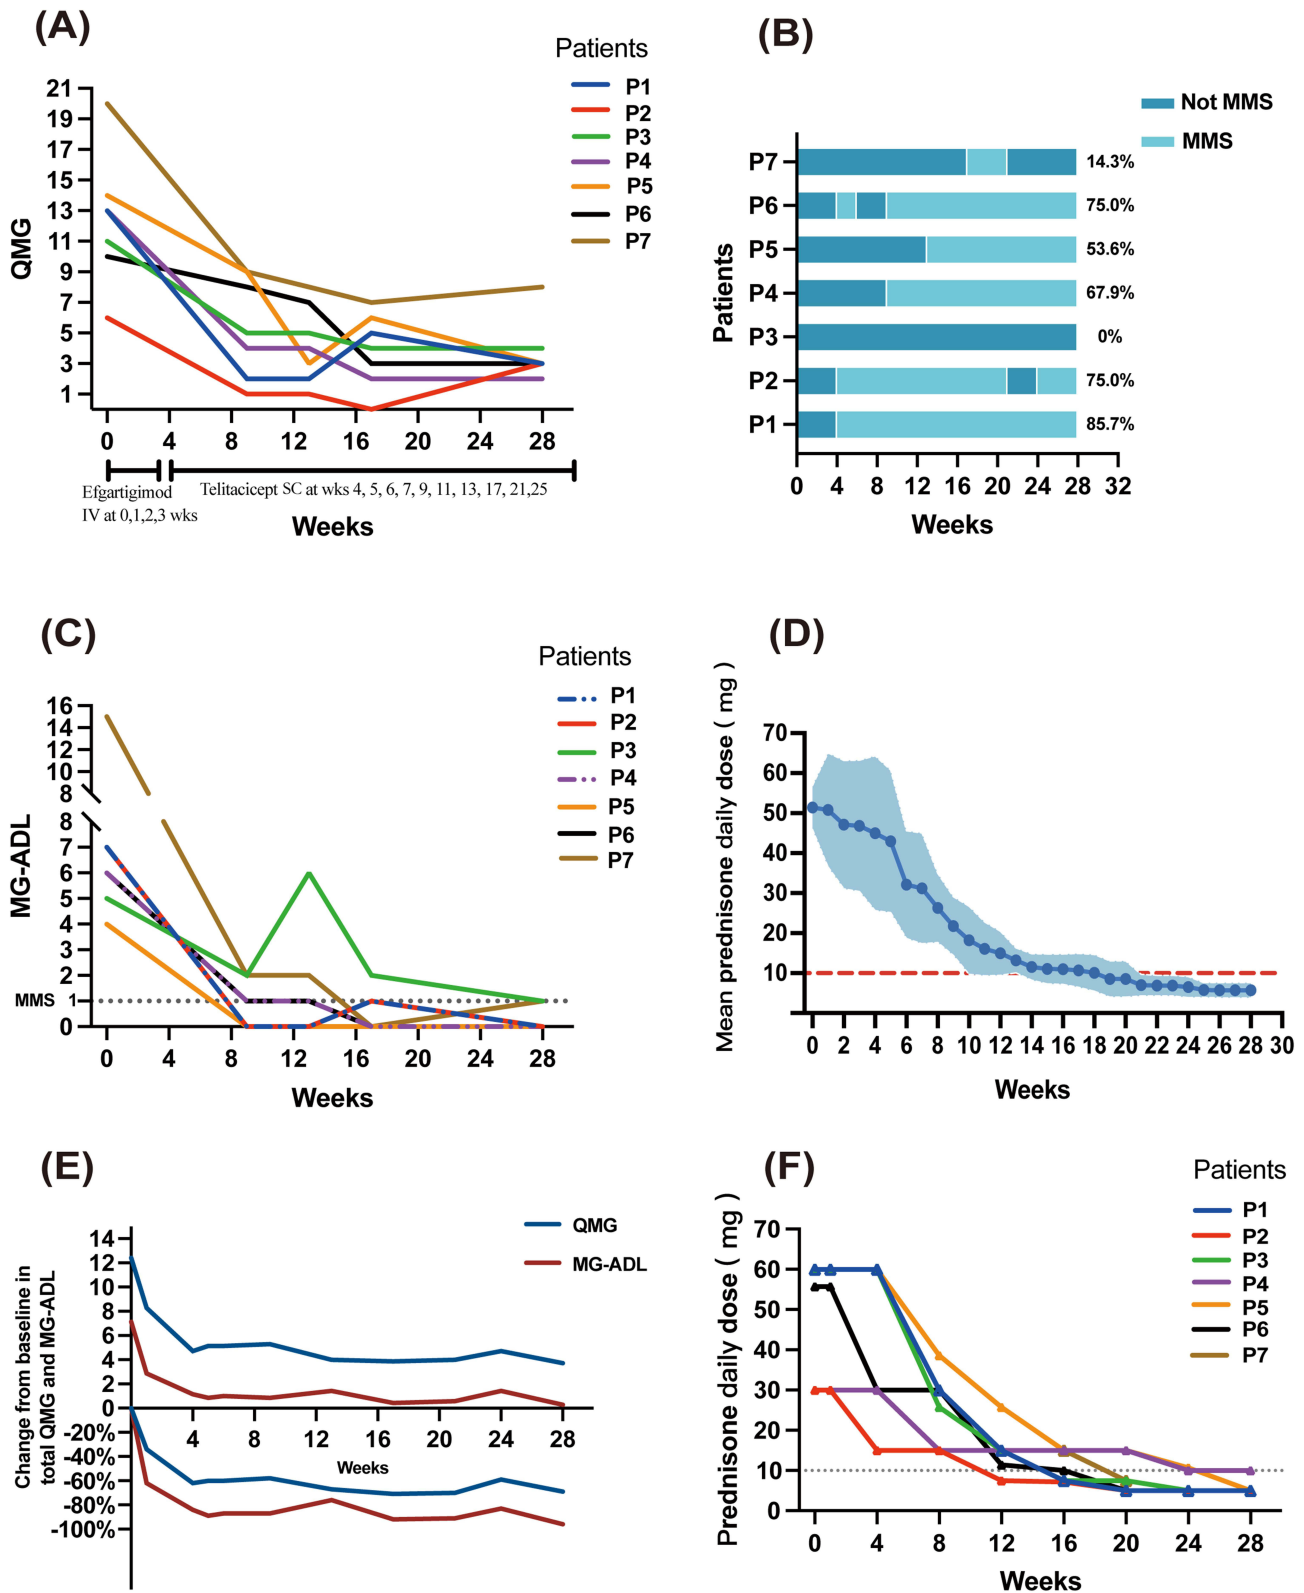 (A)
Patients
P1
P2
P3
P4
P5
P6
P7
QMG
21
19
17
15
13
11
9
7
5
3
1
0 4 8 12 16 20 24 28
Efgartigimod
IV at 0,1,2,3 wks
Telitacicept SC at wks 4, 5, 6, 7, 9, 11, 13, 17, 21,25
Weeks
(B)
Not MMS
MMS
Patients
P7 14.3%
P6 75.0%
P5 53.6%
P4 67.9%
P3 0%
P2 75.0%
P1 85.7%
0 4 8 12 16 20 24 28 32
Weeks
(C)
Patients
P1
P2
P3
P4
P5
P6
P7
MG-ADL
16
14
12
10
8
8
7
6
5
4
3
2
MMS 1
0
0 4 8 12 16 20 24 28
Weeks
(D)
Mean prednisone daily dose ( mg )
70
60
50
40
30
20
10
0 2 4 6 8 10 12 14 16 18 20 22 24 26 28 30
Weeks
(E)
QMG
MG-ADL
Change from baseline in
total QMG and MG-ADL
14
12
10
8
6
4
2
0
-20%
-40%
-60%
-80%
-100%
4 8 12 16 20 24 28
Weeks
(F)
Patients
P1
P2
P3
P4
P5
P6
P7
Prednisone daily dose ( mg )
70
60
50
40
30
20
10
0
0 4 8 12 16 20 24 28
Weeks